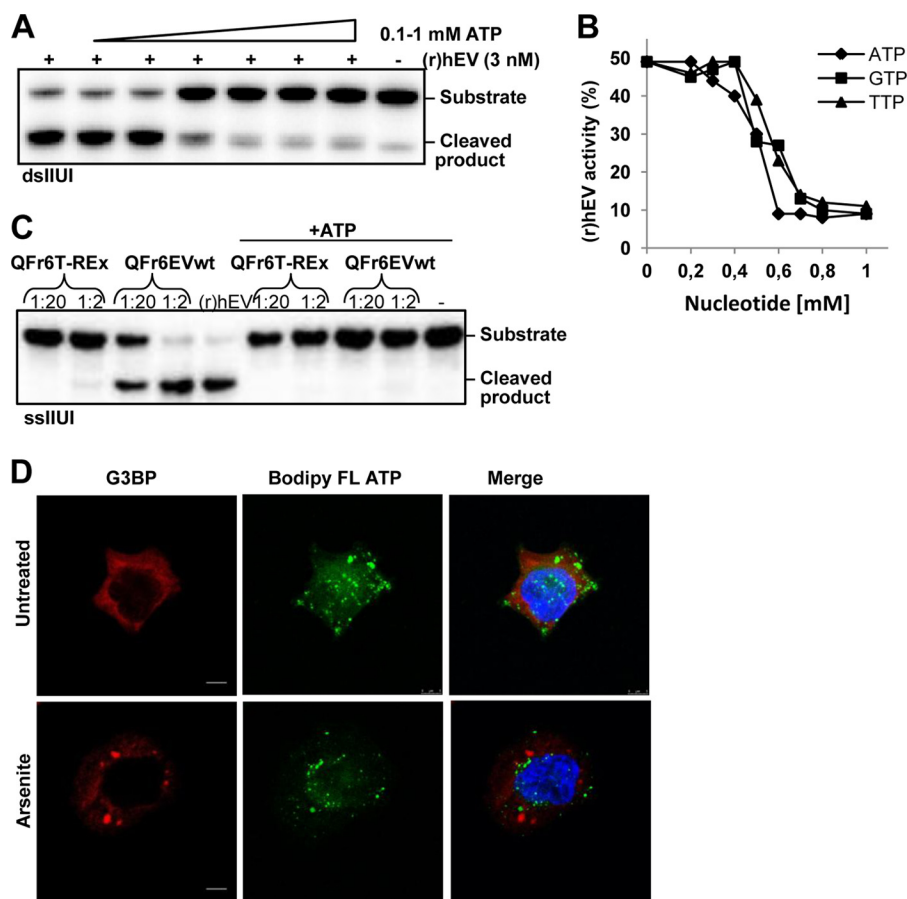 A
0.1-1 mM ATP
+ + + + + + + - (r)hEV (3 nM)
Substrate
Cleaved
product
dsIIUI
B
(r)hEV activity (%)
60
50
40
30
20
10
0
0 0,2 0,4 0,6 0,8 1
Nucleotide [mM]
ATP
GTP
TTP
C
+ATP
QFr6T-REx QFr6EVwt QFr6T-REx QFr6EVwt
1:20 1:2 1:20 1:2 (r)hEV 1:20 1:2 1:20 1:2 -
Substrate
Cleaved
product
ssIIUI
D
G3BP Bodipy FL ATP Merge
Untreated
Arsenite